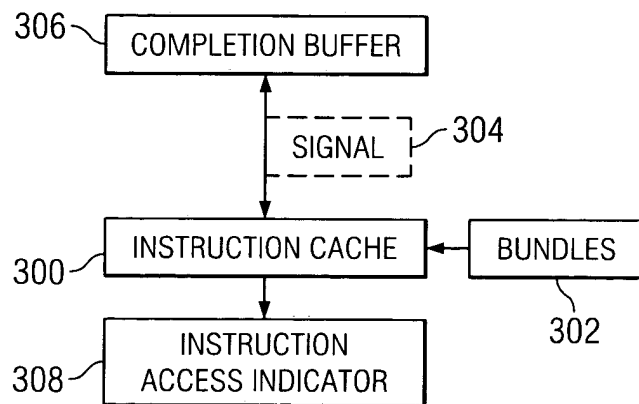 306
COMPLETION BUFFER
304
SIGNAL
300
INSTRUCTION CACHE
BUNDLES
302
308
INSTRUCTION
ACCESS INDICATOR